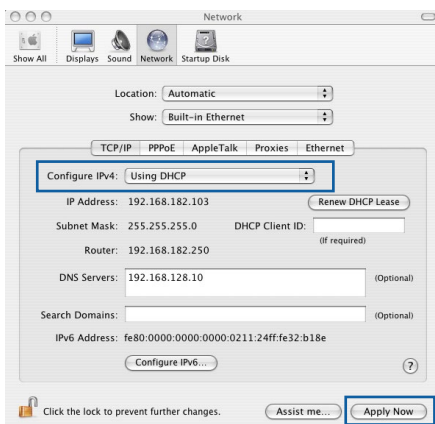 Network
Show All Displays Sound Network Startup Disk
Location: Automatic
Show: Built-in Ethernet
TCP/IP PPPoE AppleTalk Proxies Ethernet
Configure IPv4: Using DHCP
IP Address: 192.168.182.103 Renew DHCP Lease
Subnet Mask: 255.255.255.0 DHCP Client ID:
(If required)
Router: 192.168.182.250
DNS Servers: 192.168.128.10 (Optional)
Search Domains: (Optional)
IPv6 Address: fe80:0000:0000:0000:0211:24ff:fe32:b18e
Configure IPv6... ?
Click the lock to prevent further changes. Assist me... Apply Now